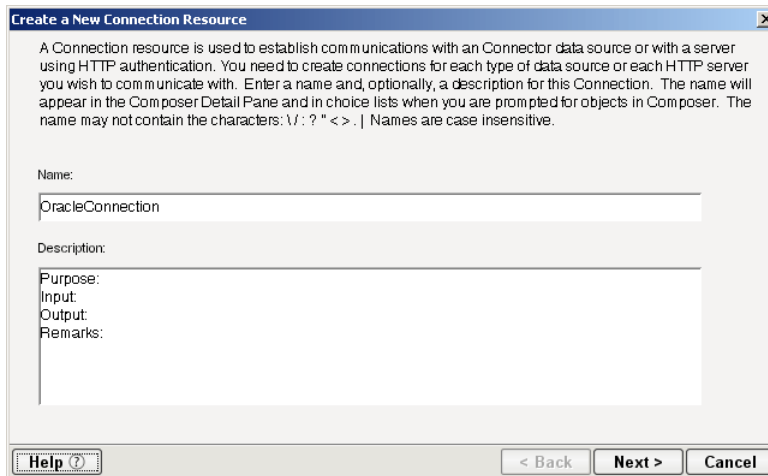 Create a New Connection Resource
A Connection resource is used to establish communications with an Connector data source or with a server
using HTTP authentication. You need to create connections for each type of data source or each HTTP server
you wish to communicate with. Enter a name and, optionally, a description for this Connection. The name will
appear in the Composer Detail Pane and in choice lists when you are prompted for objects in Composer. The
name may not contain the characters: \ / : ? " < > . | Names are case insensitive.
Name:
OracleConnection
Description:
Purpose:
Input:
Output:
Remarks:
Help ? < Back Next > Cancel